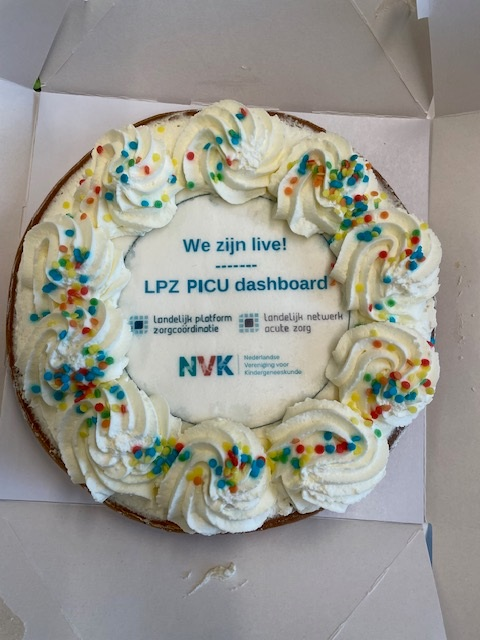 We zijn live!
-------
LPZ PICU dashboard
landelijk platform
zorgcoördinatie
landelijk netwerk
acute zorg
NVK
Nederlandse
Vereniging voor
Kindergeneeskunde